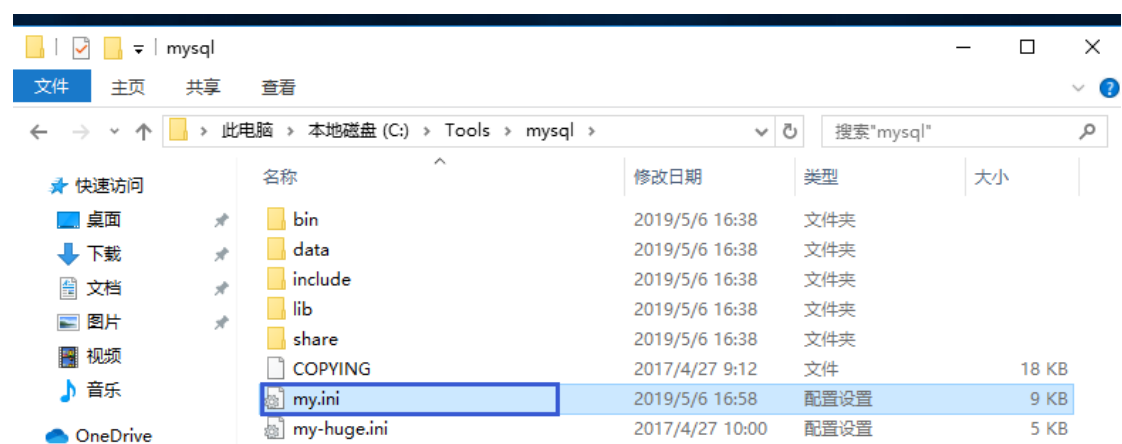 mysql
文件 主页 共享 查看
此电脑 > 本地磁盘 (C:) > Tools > mysql > 搜索"mysql"
名称 修改日期 类型 大小
快速访问
桌面
下载
文档
图片
视频
音乐
OneDrive
bin 2019/5/6 16:38 文件夹
data 2019/5/6 16:38 文件夹
include 2019/5/6 16:38 文件夹
lib 2019/5/6 16:38 文件夹
share 2019/5/6 16:38 文件夹
COPYING 2017/4/27 9:12 文件 18 KB
my.ini 2019/5/6 16:58 配置设置 9 KB
my-huge.ini 2017/4/27 10:00 配置设置 5 KB